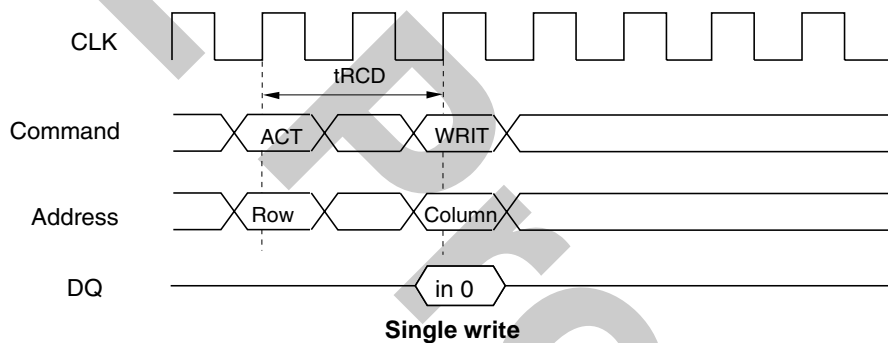 CLK
tRCD
Command ACT WRIT
Address Row Column
DQ in 0
Single write